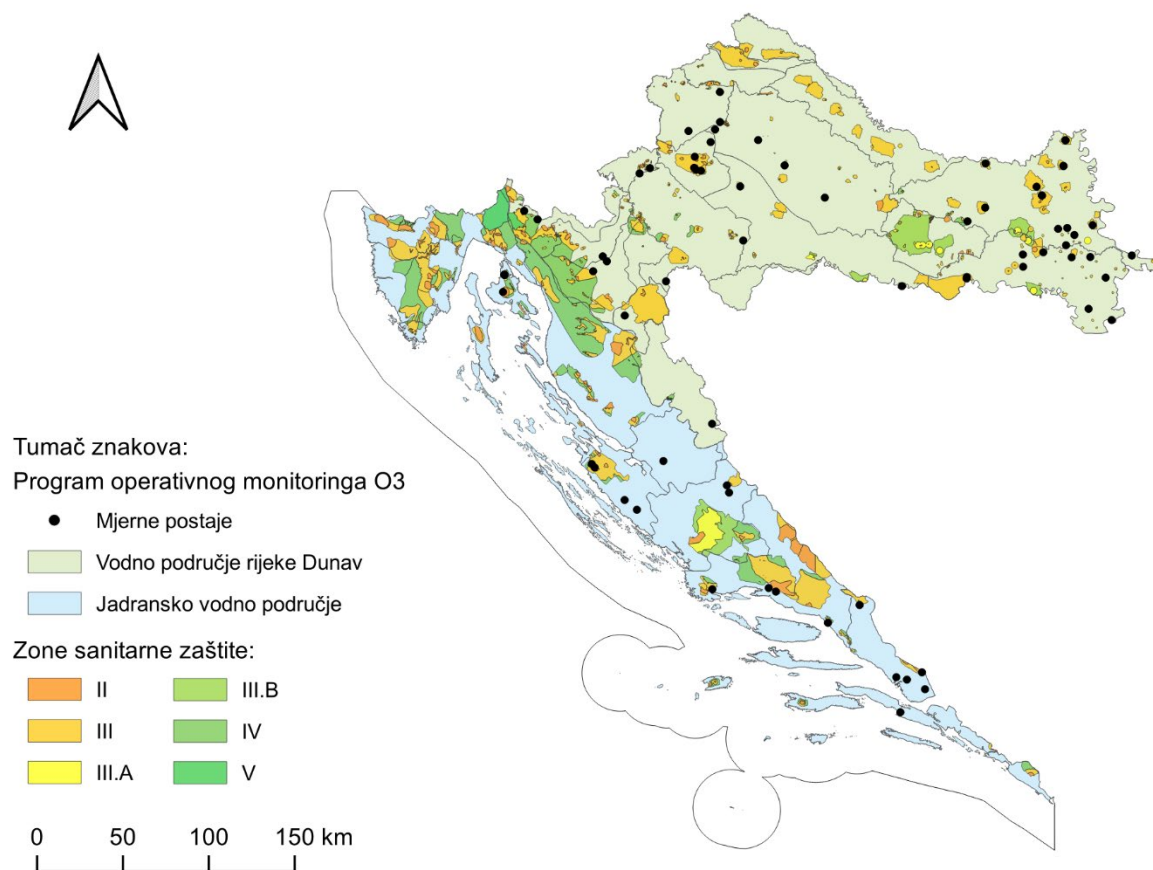 Tumač znakova:
Program operativnog monitoringa O3
Mjerne postaje
Vodno područje rijeke Dunav
Jadransko vodno područje
Zone sanitarne zaštite:
II III.B
III IV
III.A V
0 50 100 150 km